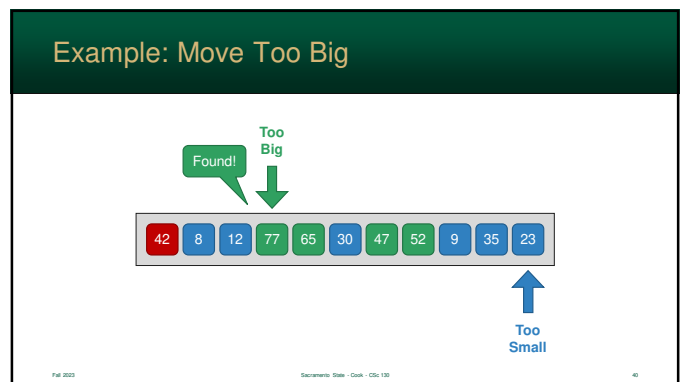 Example: Move Too Big
Too
Big
Found!
42 8 12 77 65 30 47 52 9 35 23
Too
Small
Fall 2023 Sacramento State - Cook - CSc 130 40